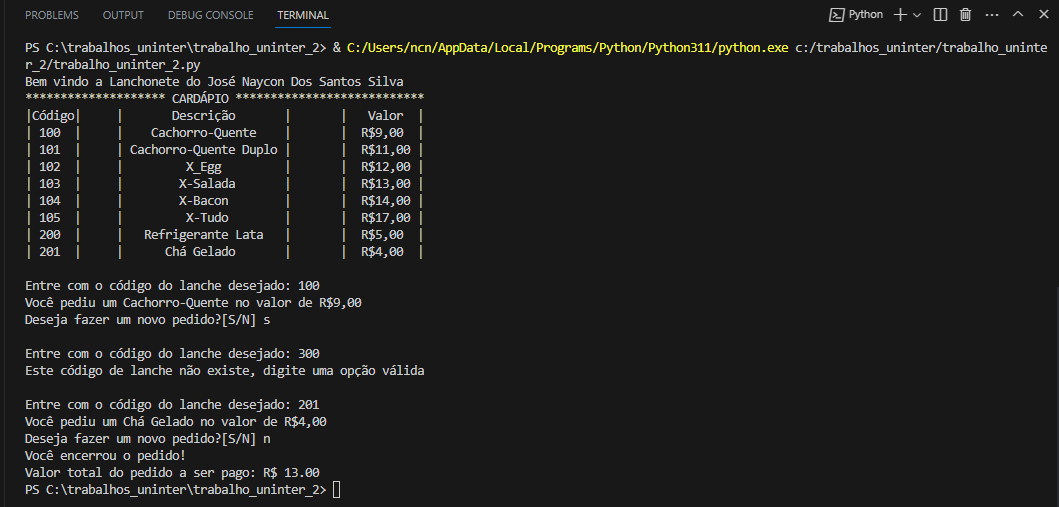 PROBLEMS OUTPUT DEBUG CONSOLE TERMINAL Python
PS C:\trabalhos_uninter\trabalho_uninter_2> & C:/Users/ncn/AppData/Local/Programs/Python/Python311/python.exe c:/trabalhos_uninter/trabalho_uninte
r_2/trabalho_uninter_2.py
Bem vindo a Lanchonete do José Naycon Dos Santos Silva
******************** CARDÁPIO ***************************
|Código| | Descrição | | Valor |
| 100 | | Cachorro-Quente | | R$9,00 |
| 101 | | Cachorro-Quente Duplo | | R$11,00 |
| 102 | | X_Egg | | R$12,00 |
| 103 | | X-Salada | | R$13,00 |
| 104 | | X-Bacon | | R$14,00 |
| 105 | | X-Tudo | | R$17,00 |
| 200 | | Refrigerante Lata | | R$5,00 |
| 201 | | Chá Gelado | | R$4,00 |
Entre com o código do lanche desejado: 100
Você pediu um Cachorro-Quente no valor de R$9,00
Deseja fazer um novo pedido?[S/N] s
Entre com o código do lanche desejado: 300
Este código de lanche não existe, digite uma opção válida
Entre com o código do lanche desejado: 201
Você pediu um Chá Gelado no valor de R$4,00
Deseja fazer um novo pedido?[S/N] n
Você encerrou o pedido!
Valor total do pedido a ser pago: R$ 13.00
PS C:\trabalhos_uninter\trabalho_uninter_2>